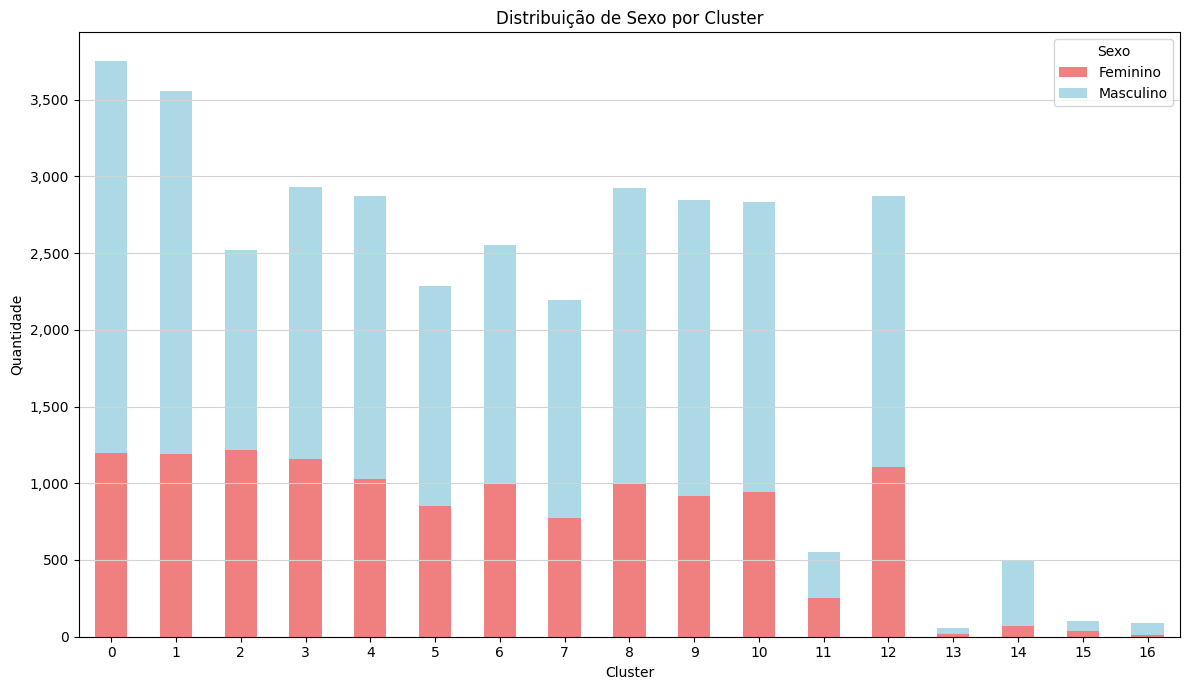 Distribuição de Sexo por Cluster
Sexo
Feminino
Masculino
3,500
3,000
2,500
2,000
1,500
1,000
500
0
Quantidade
0 1 2 3 4 5 6 7 8 9 10 11 12 13 14 15 16
Cluster